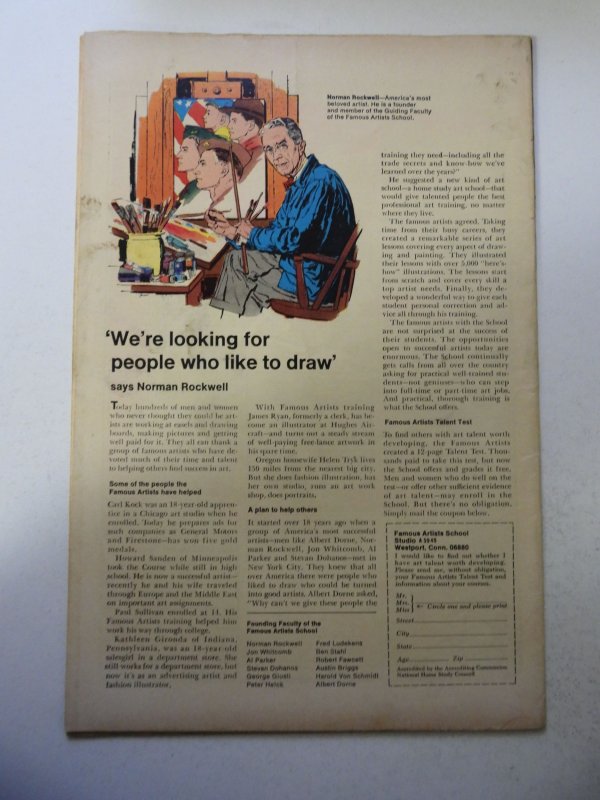 Norman Rockwell—America's most
beloved artist. He is a founder
and member of the Guiding Faculty
of the Famous Artists School.
'We're looking for
people who like to draw'
says Norman Rockwell
Today hundreds of men and women
who never thought they could be art-
ists are working at easels and drawing
boards, making pictures and getting
well paid for it. They all can thank a
group of famous artists who have de-
voted much of their time and talent
to helping others find success in art.
Some of the people the
Famous Artists have helped
Carl Kock was an 18-year-old appren-
tice in a Chicago art studio when he
enrolled. Today he prepares ads for
such companies as General Motors
and Firestone—has won five gold
medals.
Howard Sanden of Minneapolis
took the Course while still in high
school. He is now a successful artist—
recently he and his wife traveled
through Europe and the Middle East
on important art assignments.
Paul Sullivan enrolled at 14. His
Famous Artists training helped him
work his way through college.
Kathleen Gironda of Indiana,
Pennsylvania, was an 18-year-old
salesgirl in a department store. She
still works for a department store, but
now it's as an advertising artist and
fashion illustrator.
With Famous Artists training
James Ryan, formerly a clerk, has be-
come an illustrator at Hughes Air-
craft—and turns out a steady stream
of well-paying free-lance artwork in
his spare time.
Oregon housewife Helen Tryk lives
150 miles from the nearest big city.
But she does fashion illustration, has
her own studio, runs an art work
shop, does portraits.
A plan to help others
It started over 18 years ago when a
group of America's most successful
artists—men like Albert Dorne, Nor-
man Rockwell, Jon Whitcomb, Al
Parker and Stevan Dohanos—met in
New York City. They knew that all
over America there were people who
liked to draw who could be turned
into good artists. Albert Dorne asked,
"Why can't we give these people the
Founding Faculty of the
Famous Artists School
Norman Rockwell
Jon Whitcomb
Al Parker
Stevan Dohanos
George Giusti
Peter Helck
Fred Ludekens
Ben Stahl
Robert Fawcett
Austin Briggs
Harold Von Schmidt
Albert Dorne
training they need—including all the
trade secrets and know-how we've
learned over the years?"
He suggested a new kind of art
school—a home study art school—that
would give talented people the best
professional art training, no matter
where they live.
The famous artists agreed. Taking
time from their busy careers, they
created a remarkable series of art
lessons covering every aspect of draw-
ing and painting. They illustrated
their lessons with over 5,000 "here's
how" illustrations. The lessons start
from scratch and cover every skill a
top artist needs. Finally, they de-
veloped a wonderful way to give each
student personal correction and ad-
vice all through his training.
The famous artists with the School
are not surprised at the success of
their students. The opportunities
open to successful artists today are
enormous. The School continually
gets calls from all over the country
asking for practical well-trained stu-
dents—not geniuses—who can step
into full-time or part-time art jobs.
And practical, thorough training is
what the School offers.
Famous Artists Talent Test
To find others with art talent worth
developing, the Famous Artists
created a 12-page Talent Test. Thou-
sands paid to take this test, but now
the School offers and grades it free.
Men and women who do well on the
test—or offer other sufficient evidence
of art talent—may enroll in the
School. But there's no obligation.
Simply mail the coupon below.
Famous Artists School
Studio
Westport, Conn. 06880
I would like to find out whether I
have art talent worth developing.
Please send me, without obligation,
your Famous Artists Talent Test and
information about your courses.
Mr.
Mrs.
Miss
← Circle one and please print
Street
City
State
Age Zip
Accredited by the Accrediting Commission
National Home Study Council